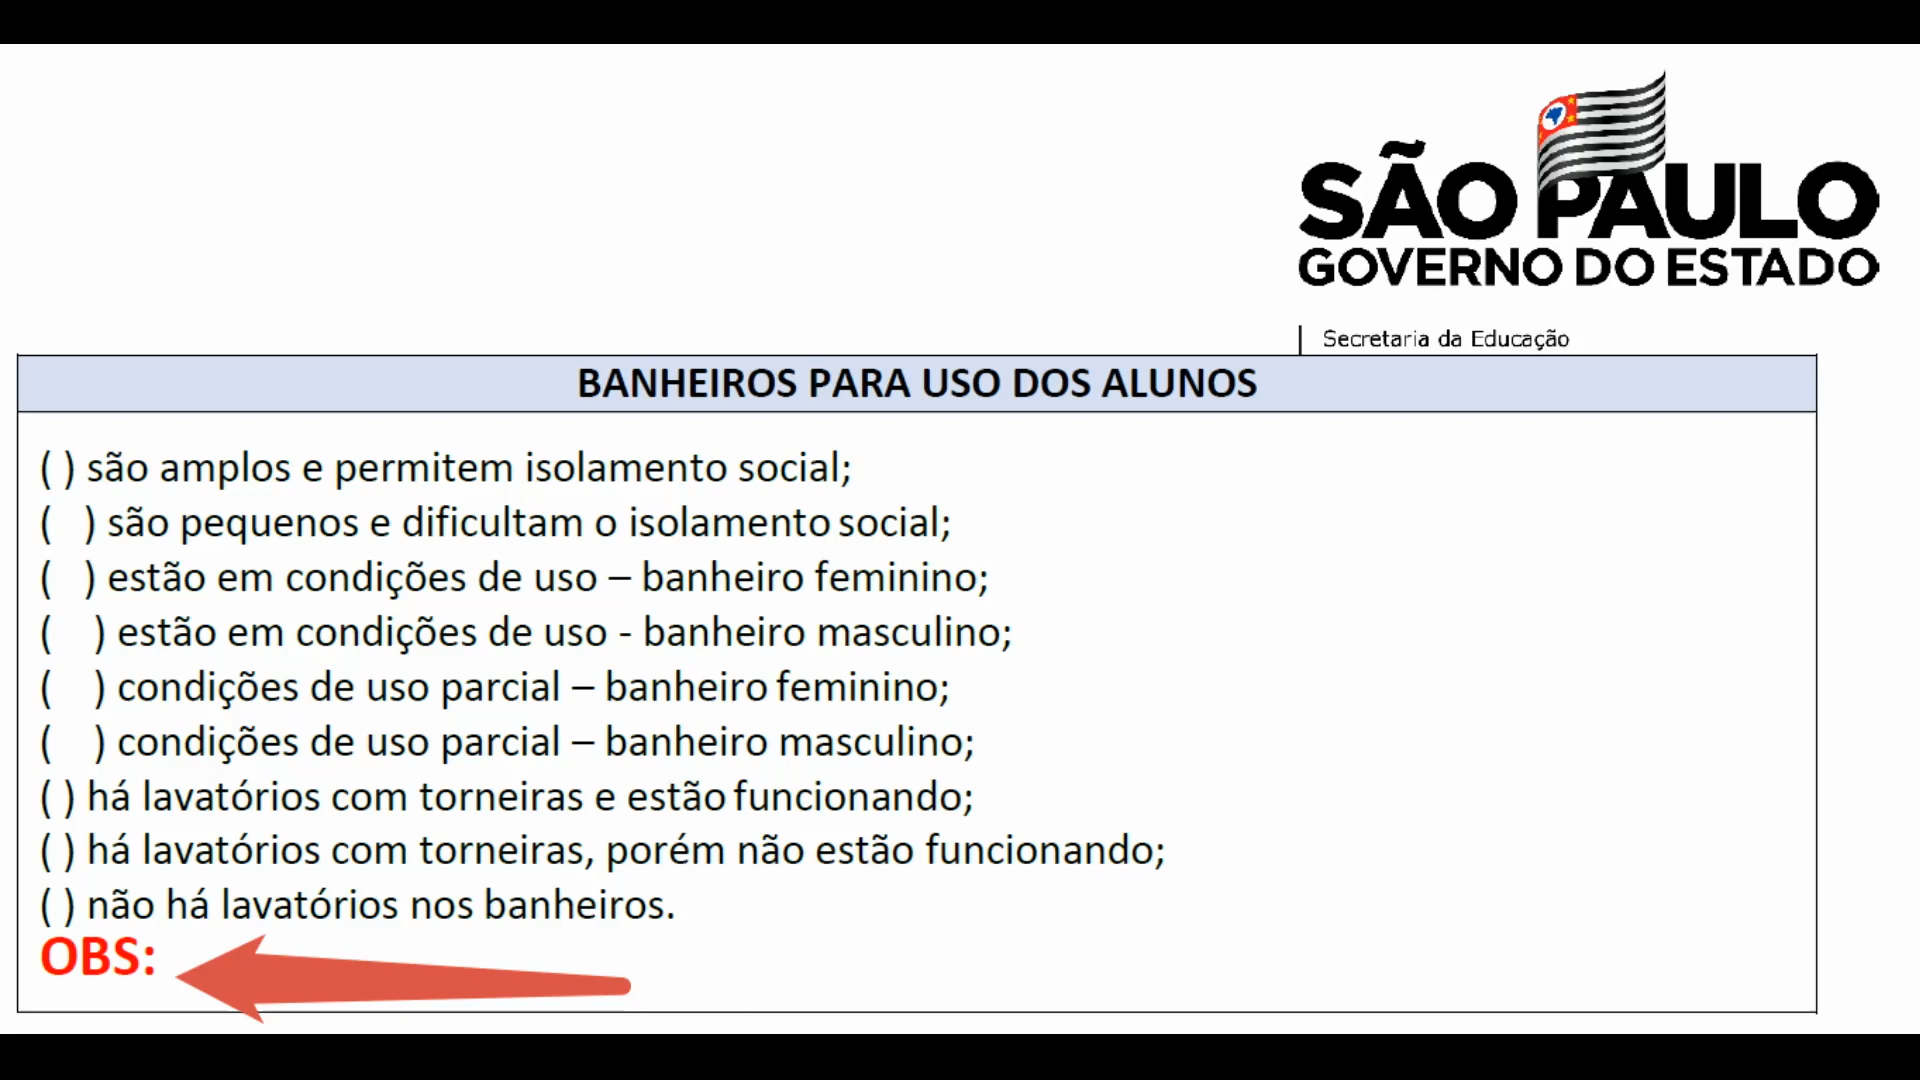 SÃO PAULO
GOVERNO DO ESTADO
Secretaria da Educação
BANHEIROS PARA USO DOS ALUNOS
( ) são amplos e permitem isolamento social;
(   ) são pequenos e dificultam o isolamento social;
(   ) estão em condições de uso – banheiro feminino;
(    ) estão em condições de uso - banheiro masculino;
(    ) condições de uso parcial – banheiro feminino;
(    ) condições de uso parcial – banheiro masculino;
( ) há lavatórios com torneiras e estão funcionando;
( ) há lavatórios com torneiras, porém não estão funcionando;
( ) não há lavatórios nos banheiros.
OBS: